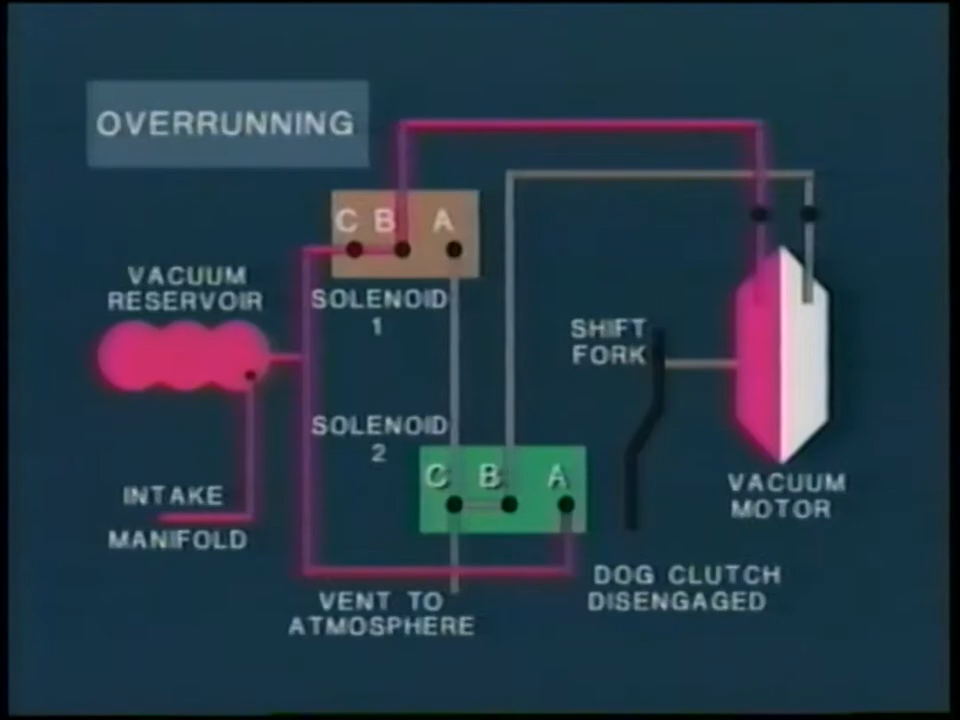 OVERRUNNING
C B A
VACUUM
RESERVOIR
SOLENOID
1
SHIFT
FORK
SOLENOID
2
C B A
INTAKE
MANIFOLD
VACUUM
MOTOR
DOG CLUTCH
DISENGAGED
VENT TO
ATMOSPHERE